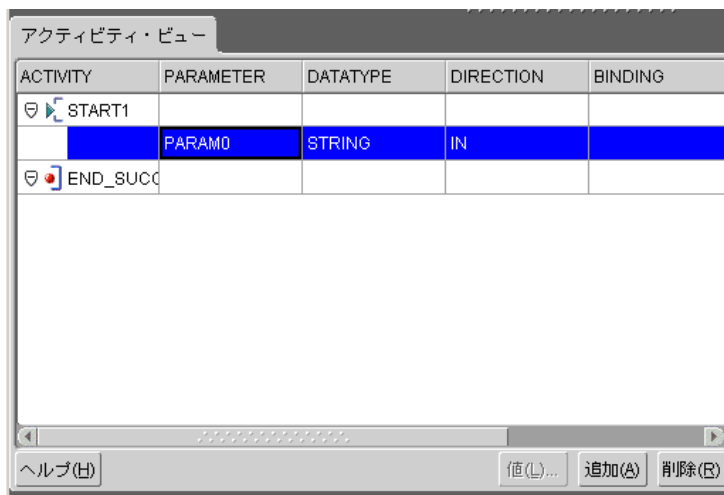 アクティビティ・ビュー
ACTIVITY PARAMETER DATATYPE DIRECTION BINDING
START1
PARAM0 STRING IN
END_SUCC
ヘルプ(H) 値(L)... 追加(A) 削除(R)